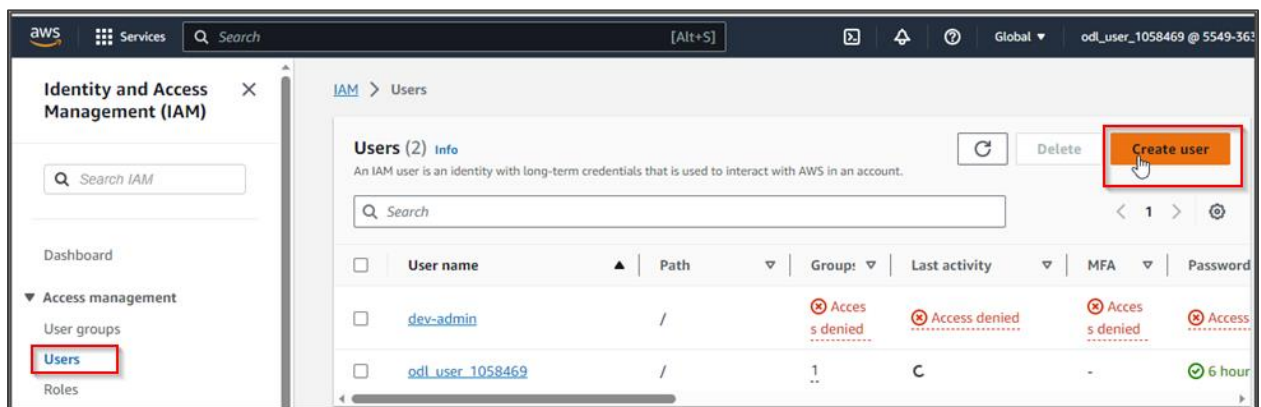 aws Services Search [Alt+S] Global ▼ odl_user_1058469 @ 5549-363
Identity and Access
Management (IAM)
Search IAM
Dashboard
▼ Access management
User groups
Users
Roles
IAM > Users
Users (2) Info
Delete
Create user
An IAM user is an identity with long-term credentials that is used to interact with AWS in an account.
Search
< 1 >
User name ▲ Path Groups Last activity MFA Password
dev-admin / Acces
s denied Access denied Acces
s denied Access
odl_user_1058469 / 1 - 6 hour